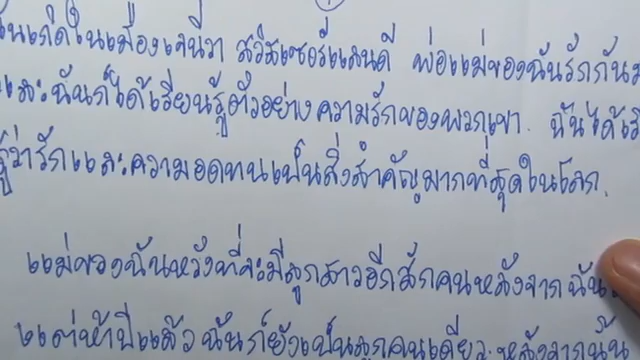 ฉันเกิดในเมืองเจนีวา สวิสเซอร์แลนด์ พ่อแม่ของฉันรักกัน
และฉันก็ได้เรียนรู้ตัวอย่างความรักของพวกเขา. ฉันได้
รู้ว่ารักและความอดทนเป็นสิ่งสำคัญมากที่สุดในโลก.
แม่ของฉันหวังที่จะมีลูกสาวอีกสักคนหลังจากฉัน
แต่ห้าปีแล้ว ฉันก็ยังเป็นลูกคนเดียว. หลังจากนั้น